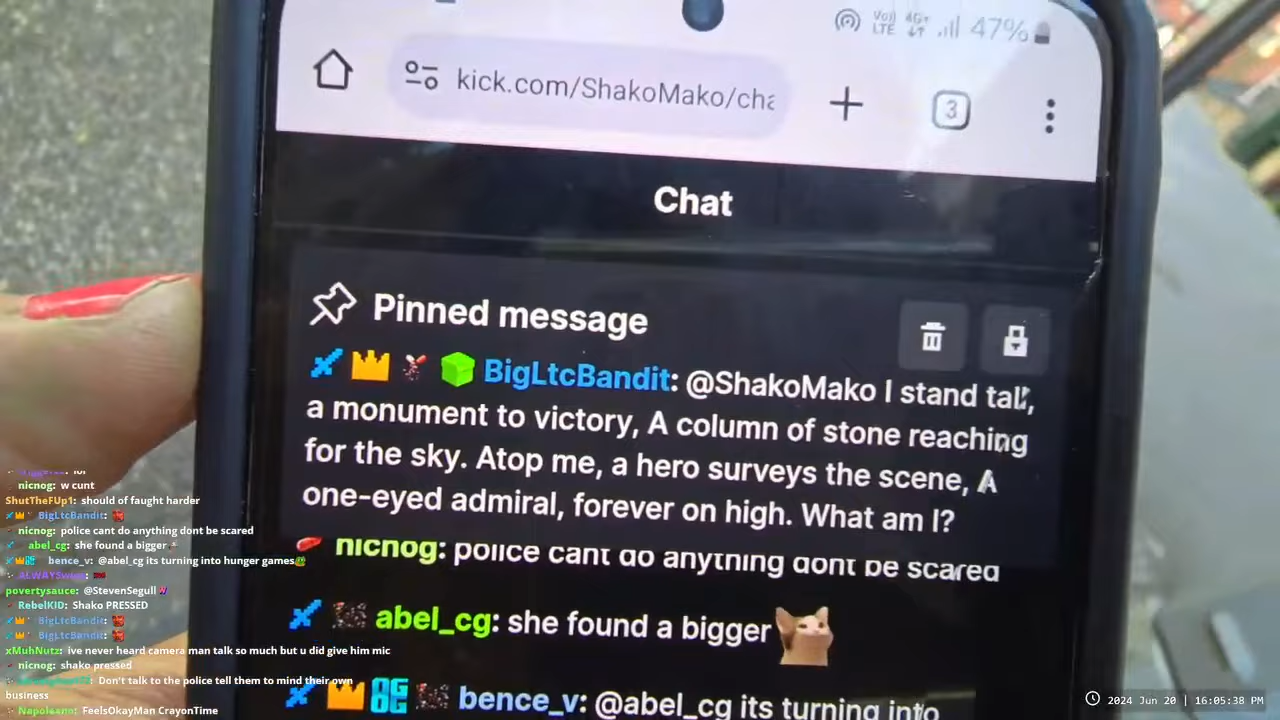 Vo)) LTE 4G+ 47%
kick.com/ShakoMako/cha
3
Chat
Pinned message
BigLtcBandit: @ShakoMako I stand tall,
a monument to victory, A column of stone reaching
for the sky. Atop me, a hero surveys the scene, A
one-eyed admiral, forever on high. What am I?
nicnog: police cant do anything dont be scared
abel_cg: she found a bigger
bence_v: @abel_cg its turning into
lol
nicnog: w cunt
ShutTheFUp1: should of faught harder
BigLtcBandit:
nicnog: police cant do anything dont be scared
abel_cg: she found a bigger
bence_v: @abel_cg its turning into hunger games
povertysauce: @StevenSegull
RebelKID: Shako PRESSED
BigLtcBandit:
BigLtcBandit:
xMuhNutz: ive never heard camera man talk so much but u did give him mic
nicnog: shako pressed
Don't talk to the police tell them to mind their own
business
Napoleano: FeelsOkayMan CrayonTime
2024 Jun 20 | 16:05:38 PM